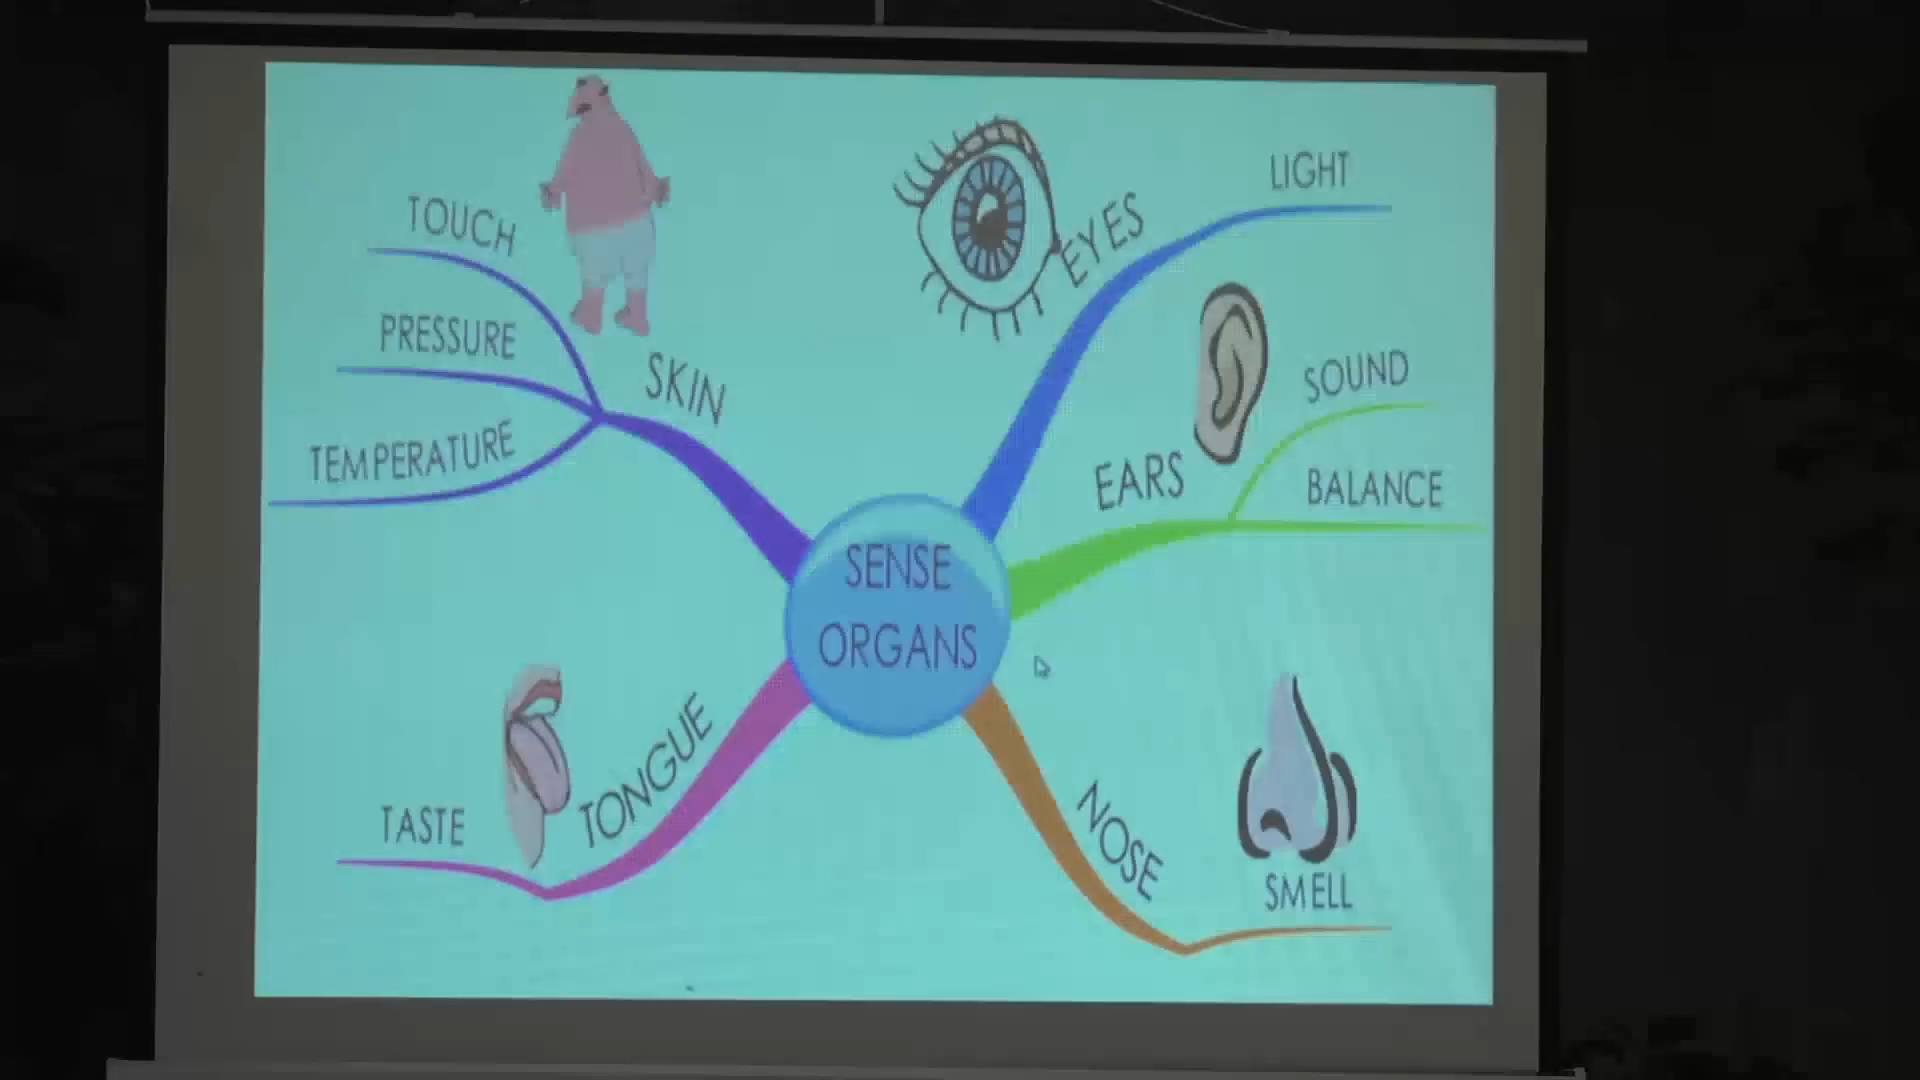 SENSE
ORGANS
SKIN
TOUCH
PRESSURE
TEMPERATURE
EYES
LIGHT
EARS
SOUND
BALANCE
TONGUE
TASTE
NOSE
SMELL